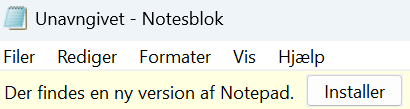 Unavngivet - Notesblok
Filer Rediger Formater Vis Hjælp
Der findes en ny version af Notepad. Installer